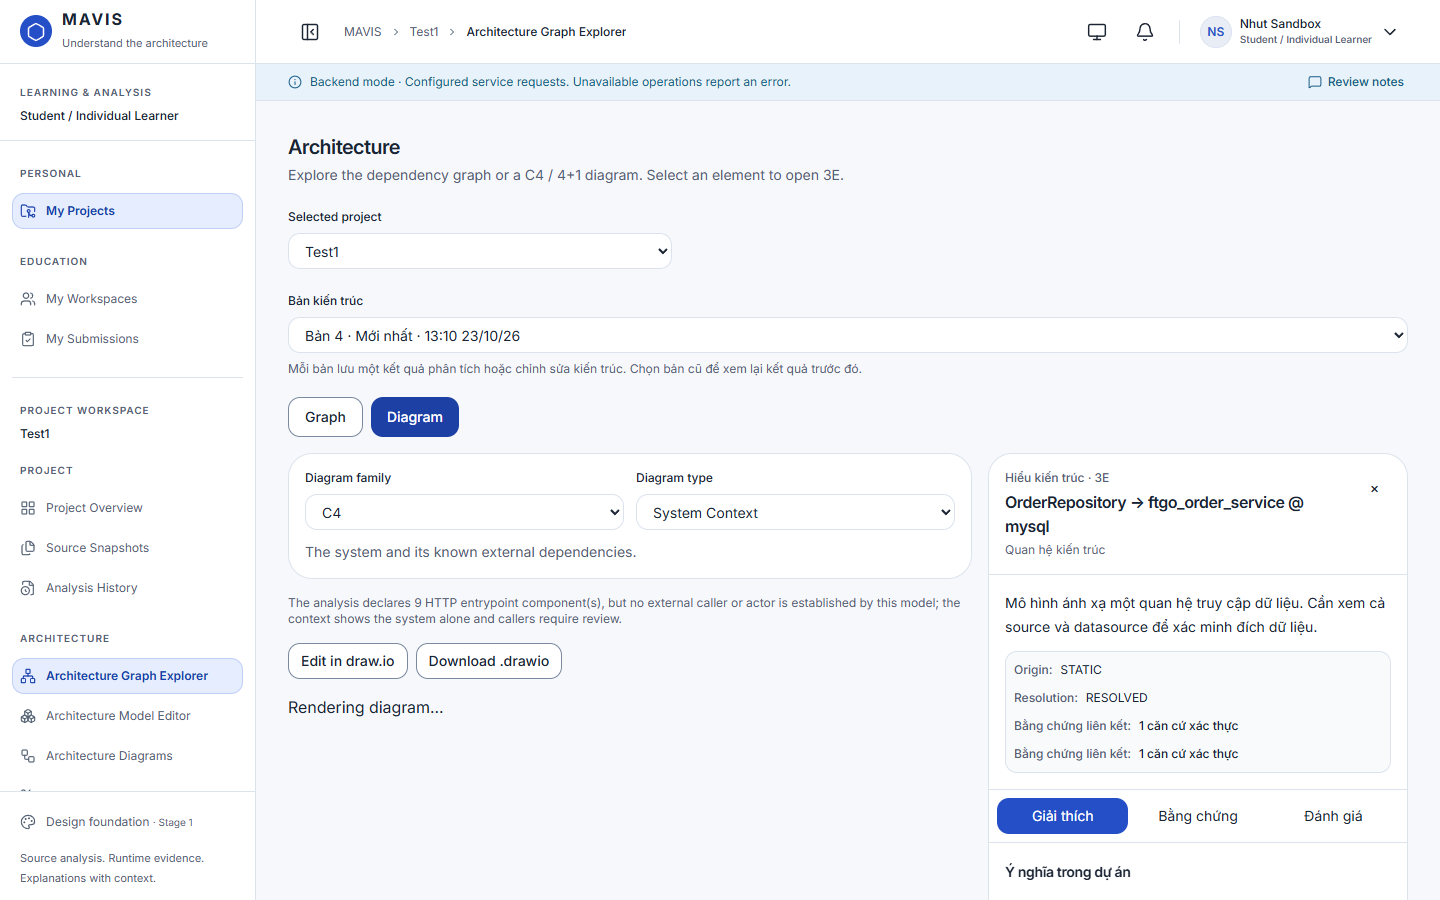 MAVIS
Understand the architecture
LEARNING & ANALYSIS
Student / Individual Learner
PERSONAL
My Projects
EDUCATION
My Workspaces
My Submissions
PROJECT WORKSPACE
Test1
PROJECT
Project Overview
Source Snapshots
Analysis History
ARCHITECTURE
Architecture Graph Explorer
Architecture Model Editor
Architecture Diagrams
Design foundation · Stage 1
Source analysis. Runtime evidence.
Explanations with context.
MAVIS > Test1 > Architecture Graph Explorer
NS
Nhut Sandbox
Student / Individual Learner
Backend mode · Configured service requests. Unavailable operations report an error.
Review notes
Architecture
Explore the dependency graph or a C4 / 4+1 diagram. Select an element to open 3E.
Selected project
Test1
Bản kiến trúc
Bản 4 · Mới nhất · 13:10 23/10/26
Mỗi bản lưu một kết quả phân tích hoặc chỉnh sửa kiến trúc. Chọn bản cũ để xem lại kết quả trước đó.
Graph
Diagram
Diagram family
Diagram type
C4
System Context
The system and its known external dependencies.
The analysis declares 9 HTTP entrypoint component(s), but no external caller or actor is established by this model; the
context shows the system alone and callers require review.
Edit in draw.io
Download .drawio
Rendering diagram...
Hiểu kiến trúc · 3E
×
OrderRepository → ftgo_order_service @
mysql
Quan hệ kiến trúc
Mô hình ánh xạ một quan hệ truy cập dữ liệu. Cần xem cả
source và datasource để xác minh đích dữ liệu.
Origin: STATIC
Resolution: RESOLVED
Bằng chứng liên kết: 1 căn cứ xác thực
Bằng chứng liên kết: 1 căn cứ xác thực
Giải thích
Bằng chứng
Đánh giá
Ý nghĩa trong dự án